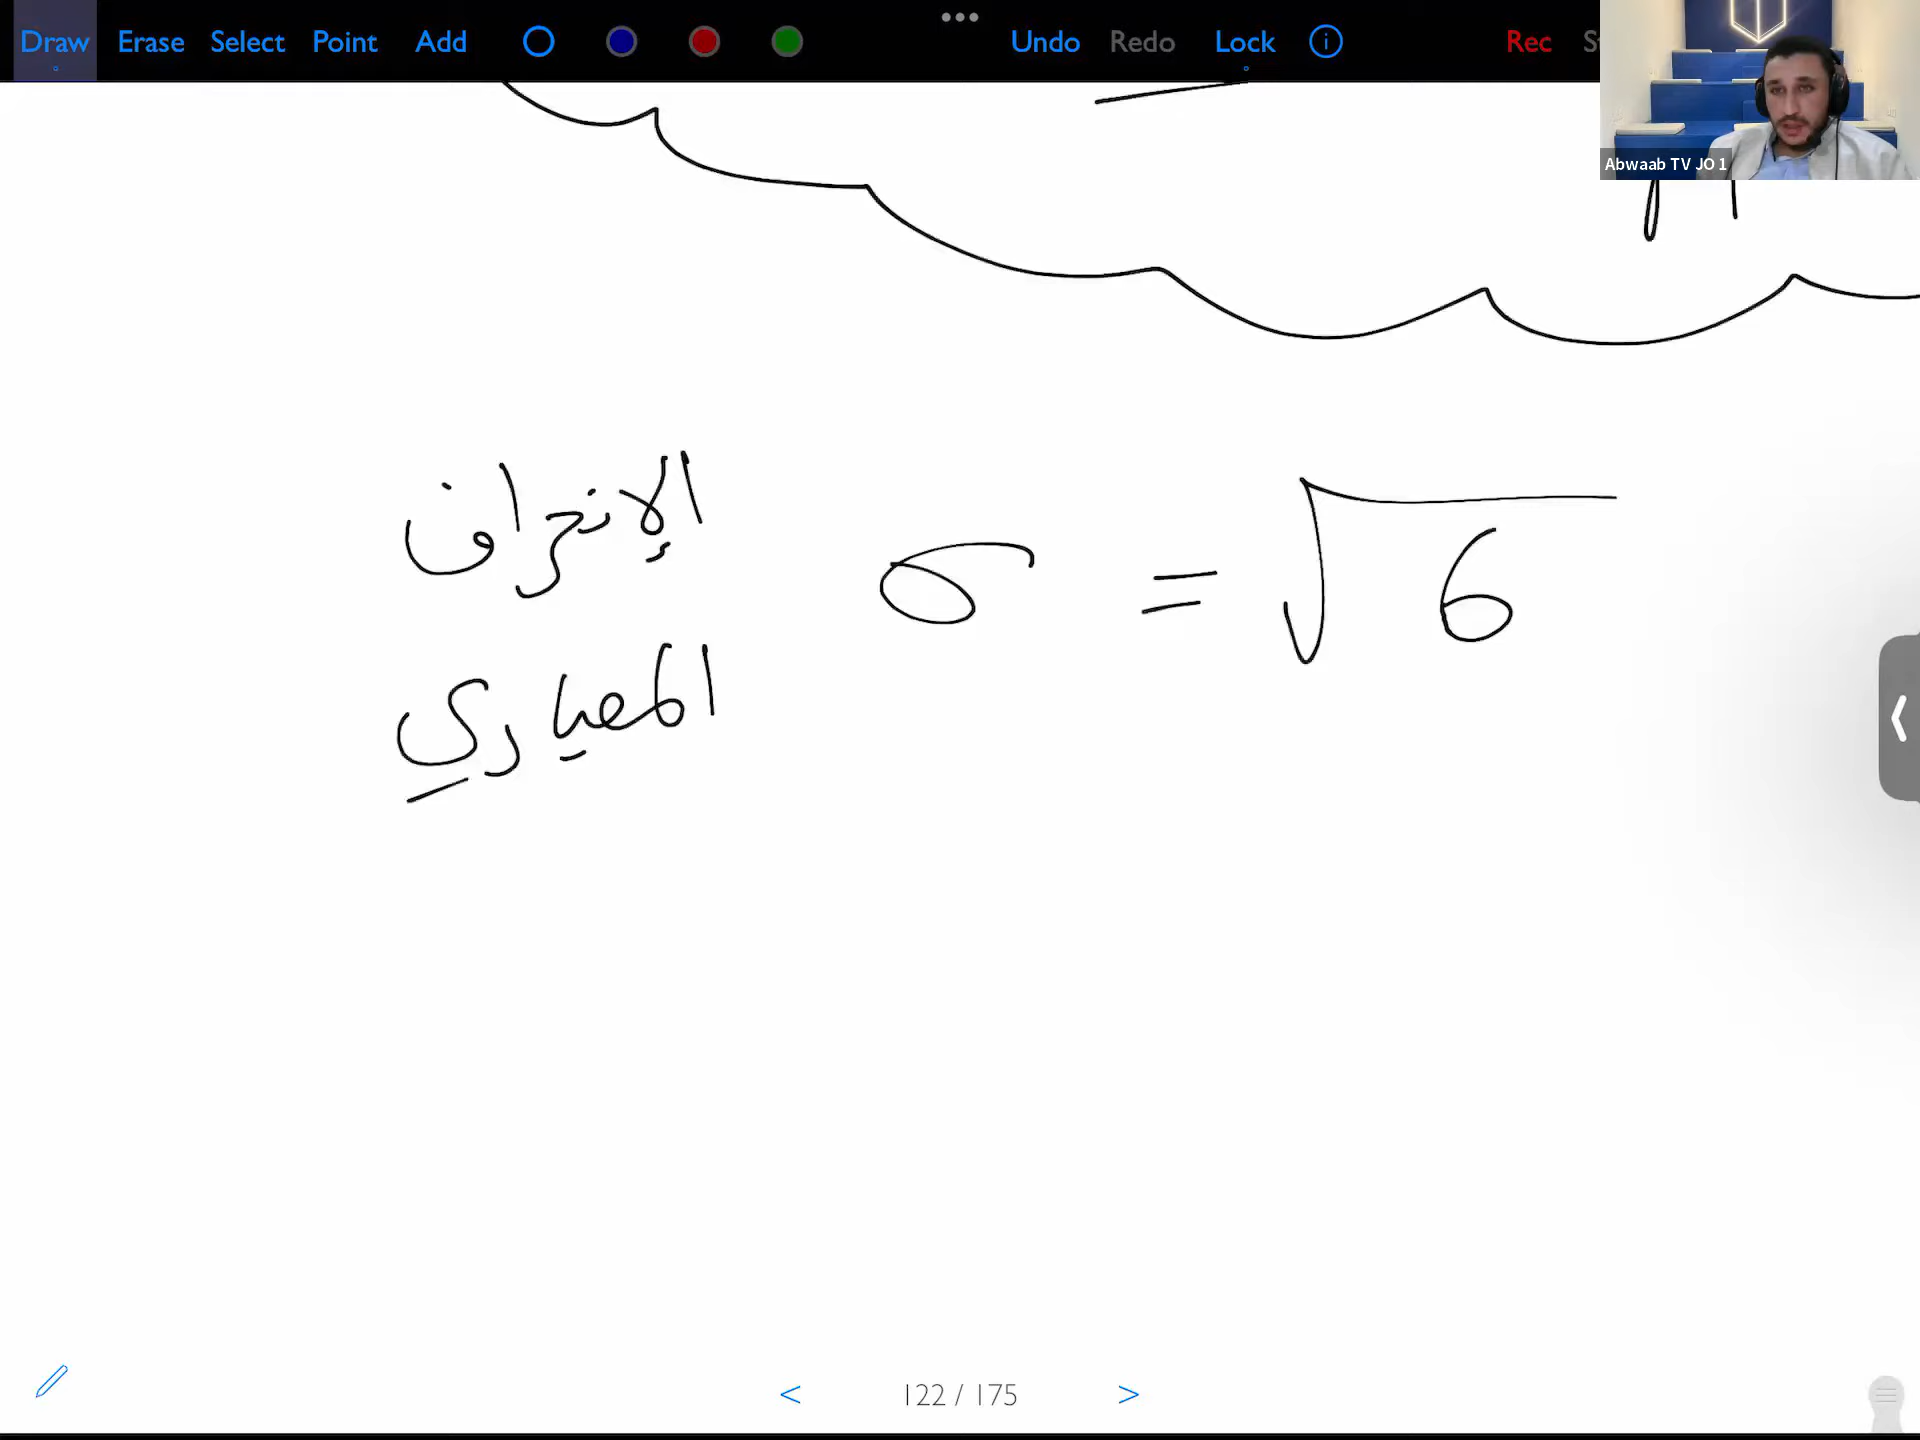 Draw Erase Select Point Add Undo Redo Lock Rec
Abwaab TV JO 1
الإنحراف
المعياري
σ = √6
122 / 175